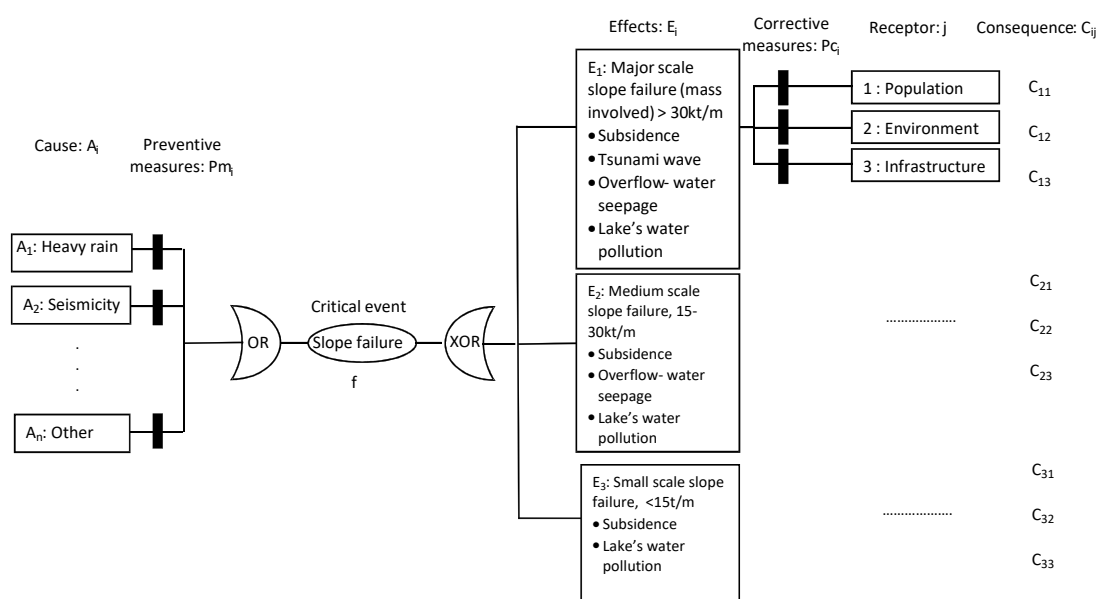 Effects: Eᵢ
Corrective
measures: Pcᵢ
Receptor: j
Consequence: Cᵢⱼ
Cause: Aᵢ
Preventive
measures: Pmᵢ
A₁: Heavy rain
A₂: Seismicity
.
.
.
Aₙ: Other
OR
Critical event
Slope failure
f
XOR
E₁: Major scale
slope failure (mass
involved) > 30kt/m
• Subsidence
• Tsunami wave
• Overflow- water
seepage
• Lake's water
pollution
1 : Population
2 : Environment
3 : Infrastructure
C₁₁
C₁₂
C₁₃
E₂: Medium scale
slope failure, 15-
30kt/m
• Subsidence
• Overflow- water
seepage
• Lake's water
pollution
...................
C₂₁
C₂₂
C₂₃
E₃: Small scale slope
failure, <15t/m
• Subsidence
• Lake's water
pollution
...................
C₃₁
C₃₂
C₃₃